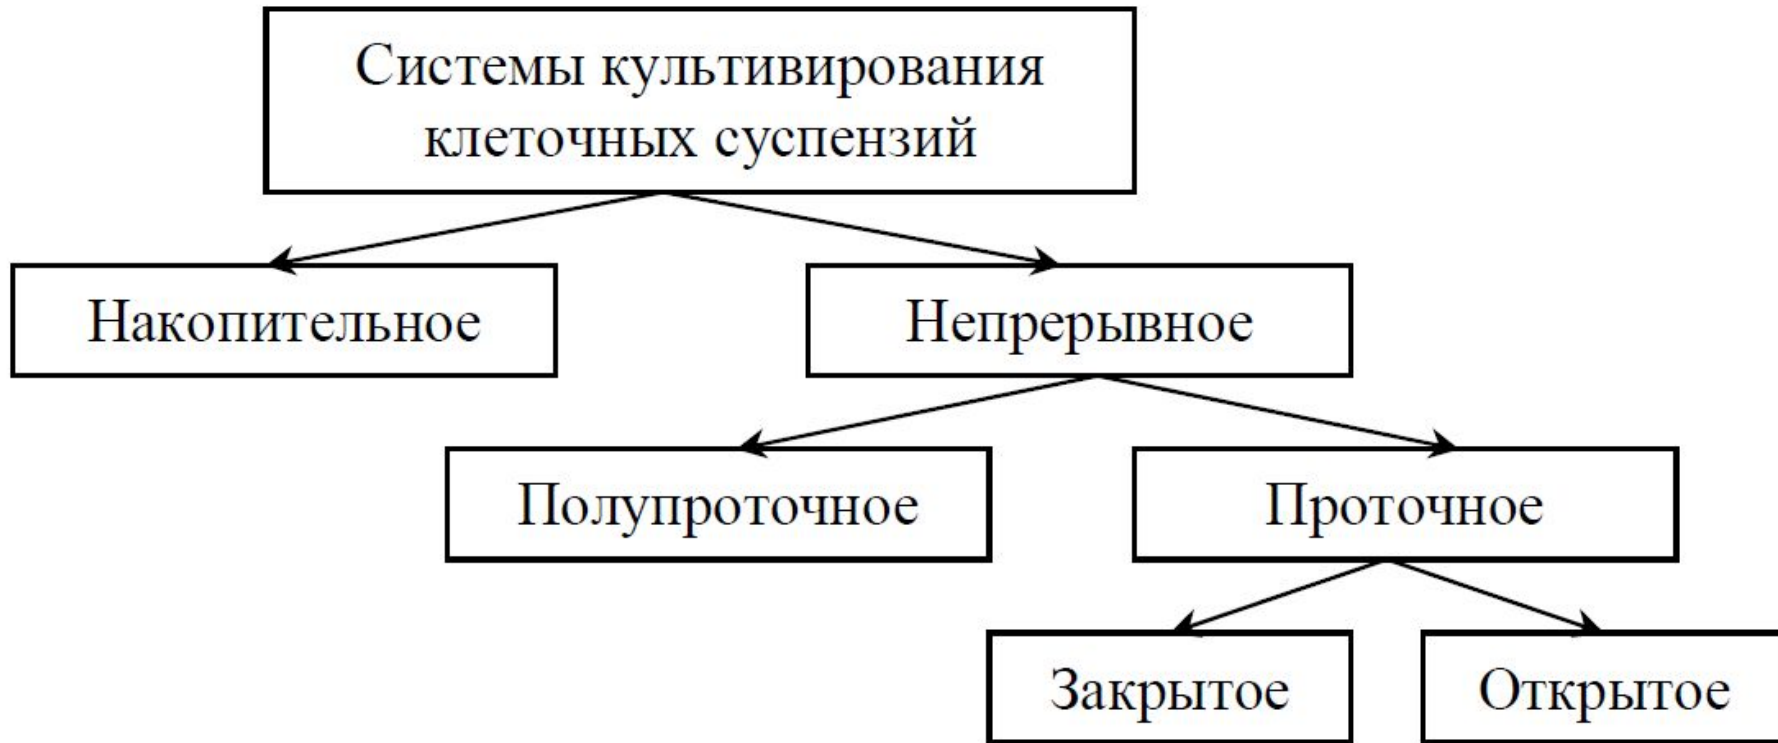 Системы культивирования
клеточных суспензий
Накопительное
Непрерывное
Полупроточное
Проточное
Закрытое
Открытое